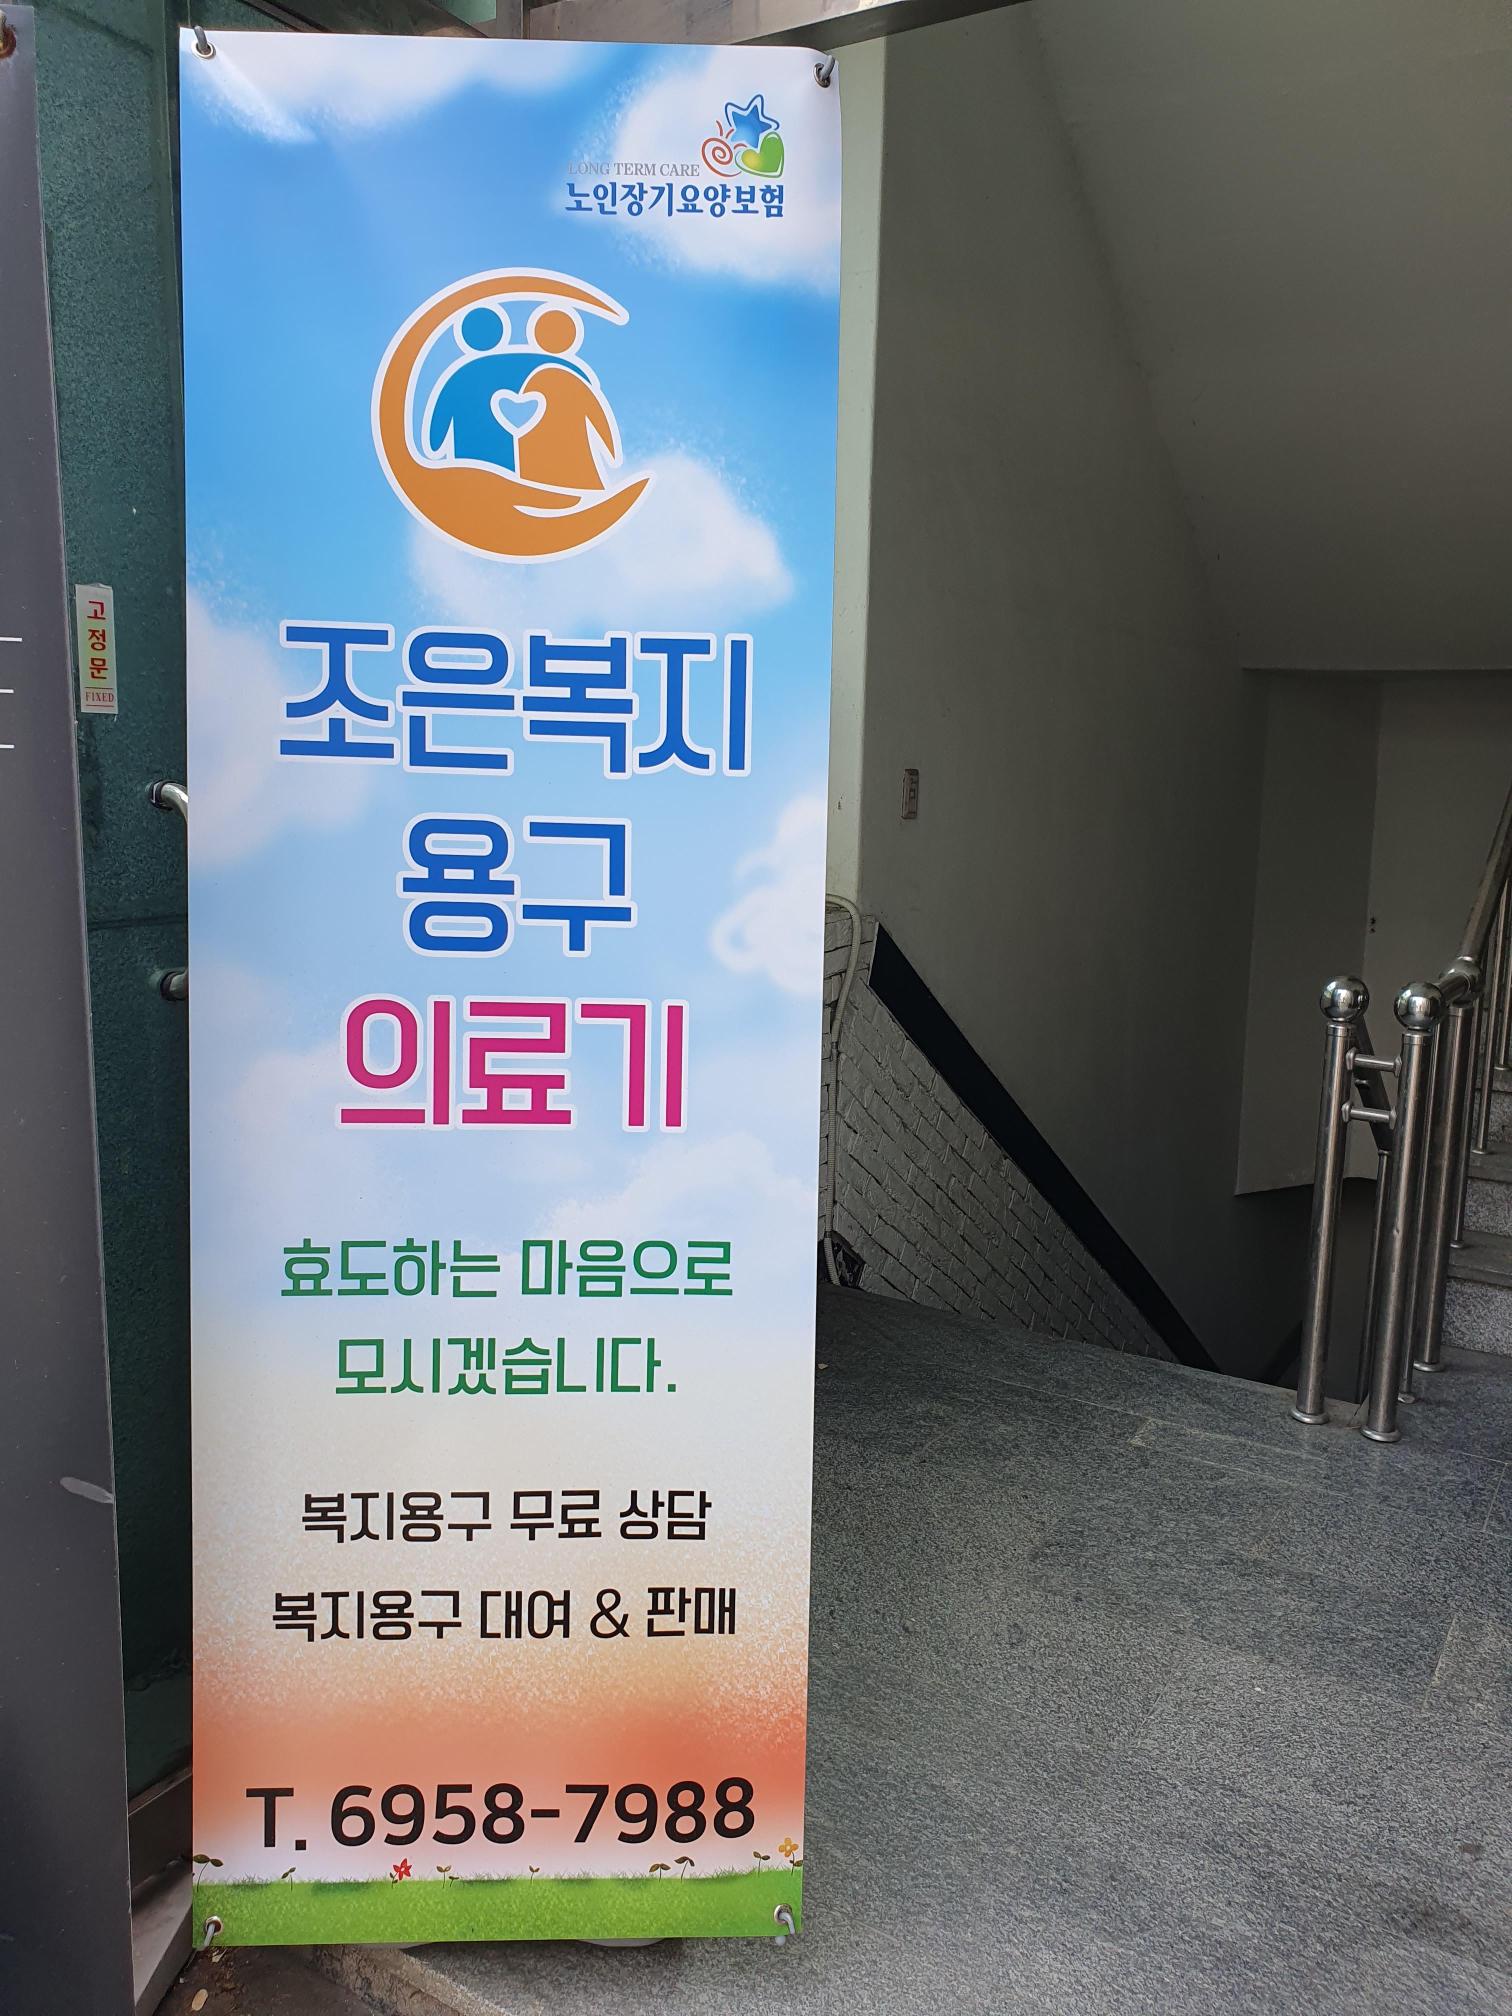 LONG TERM CARE
노인장기요양보험
조은복지
용구
의료기
효도하는 마음으로
모시겠습니다.
복지용구 무료 상담
복지용구 대여 & 판매
T. 6958-7988
고정문
FIXED